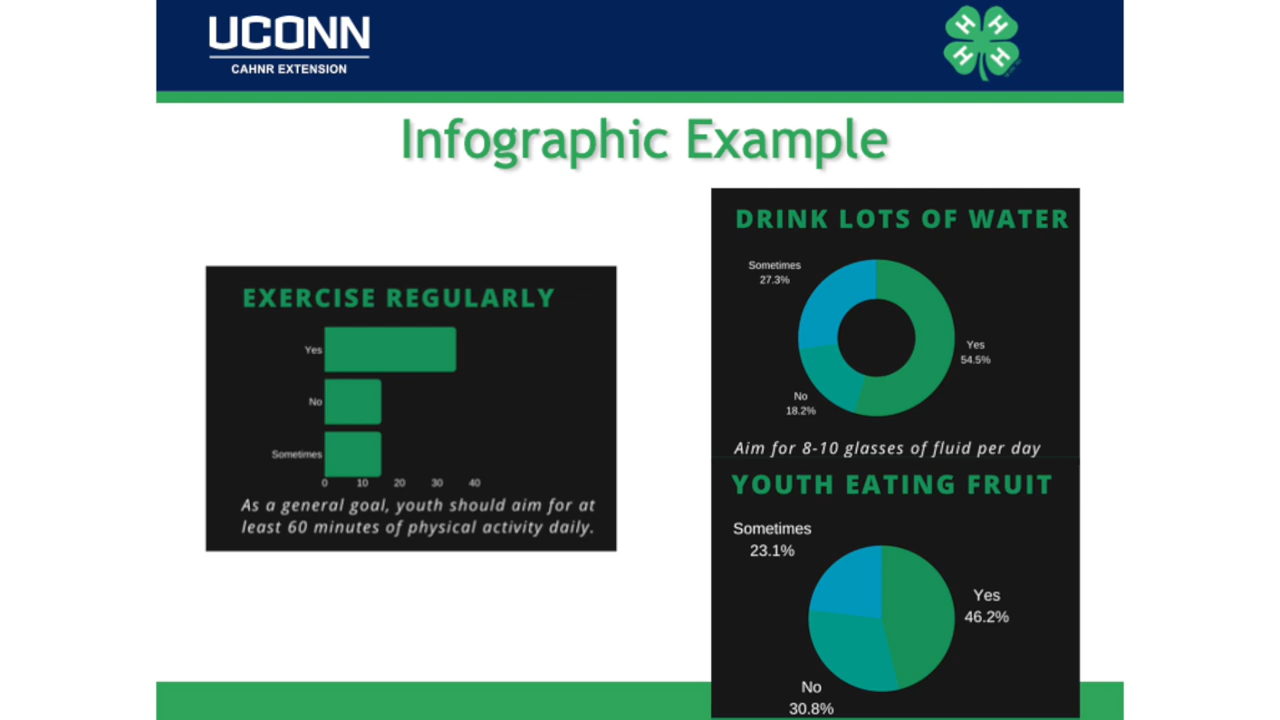 UCONN
CAHNR EXTENSION
H H
H H
Infographic Example
EXERCISE REGULARLY
Yes
No
Sometimes
0 10 20 30 40
As a general goal, youth should aim for at
least 60 minutes of physical activity daily.
DRINK LOTS OF WATER
Sometimes
27.3%
Yes
54.5%
No
18.2%
Aim for 8-10 glasses of fluid per day
YOUTH EATING FRUIT
Sometimes
23.1%
Yes
46.2%
No
30.8%